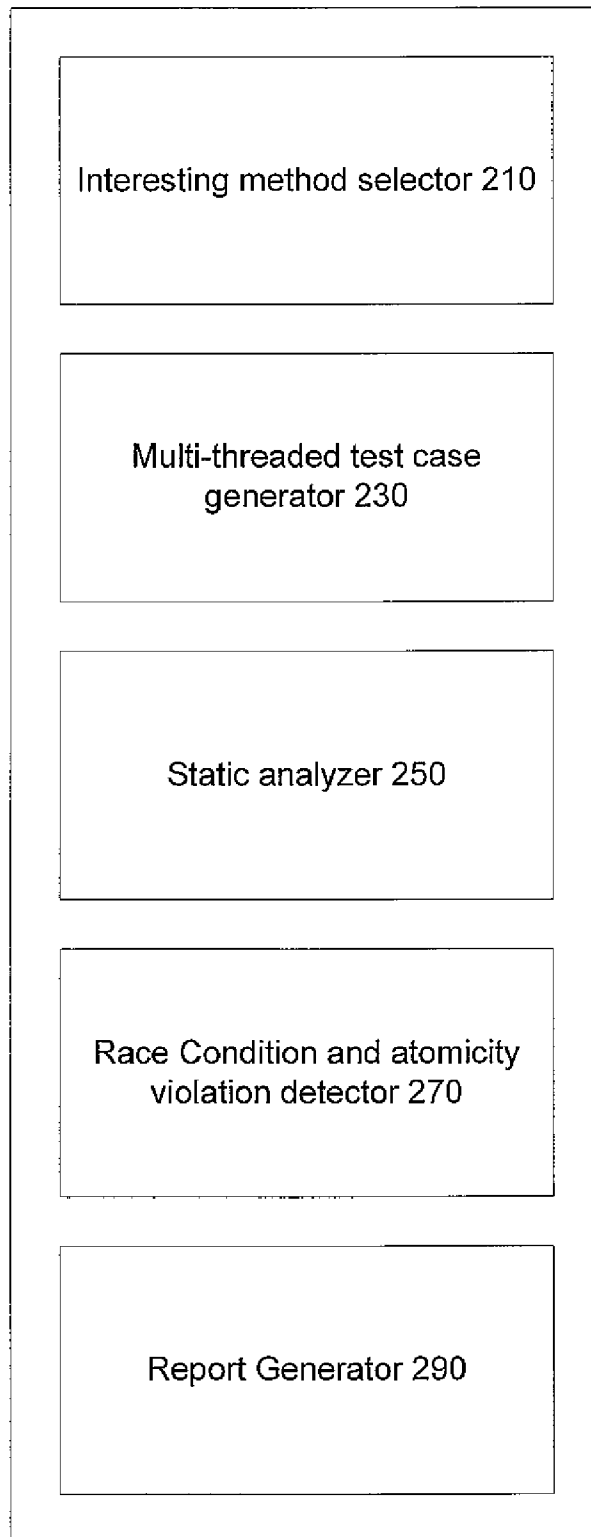 Interesting method selector 210
Multi-threaded test case
generator 230
Static analyzer 250
Race Condition and atomicity
violation detector 270
Report Generator 290